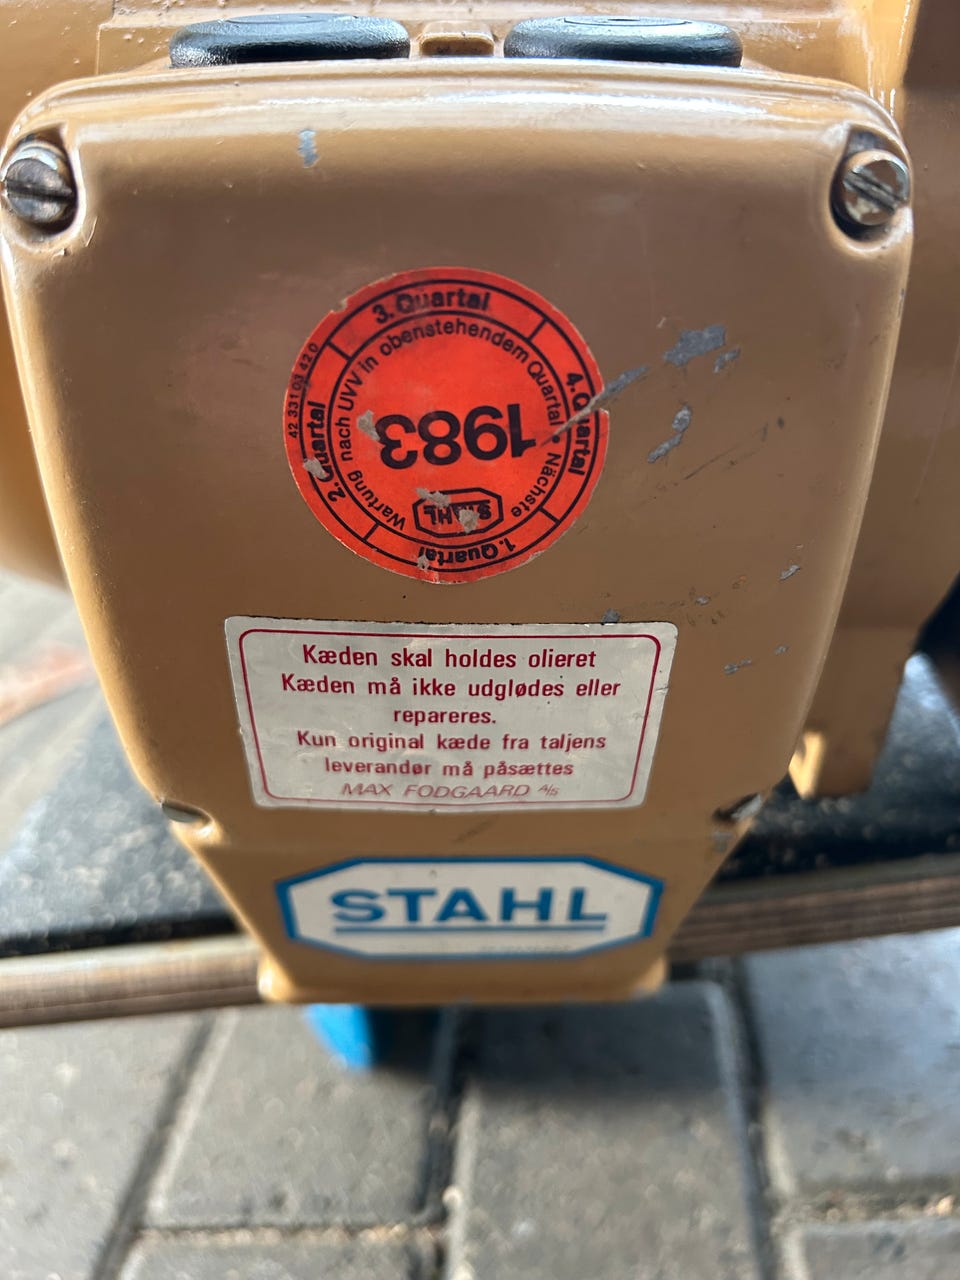 3. Quartal
4. Quartal
1. Quartal
2. Quartal
42 331 03 42 0
Nächste Wartung nach UVV in obenstehendem Quartal •
1983
STAHL
Kæden skal holdes olieret
Kæden må ikke udglødes eller
repareres.
Kun original kæde fra taljens
leverandør må påsættes
MAX FODGAARD A/S
STAHL